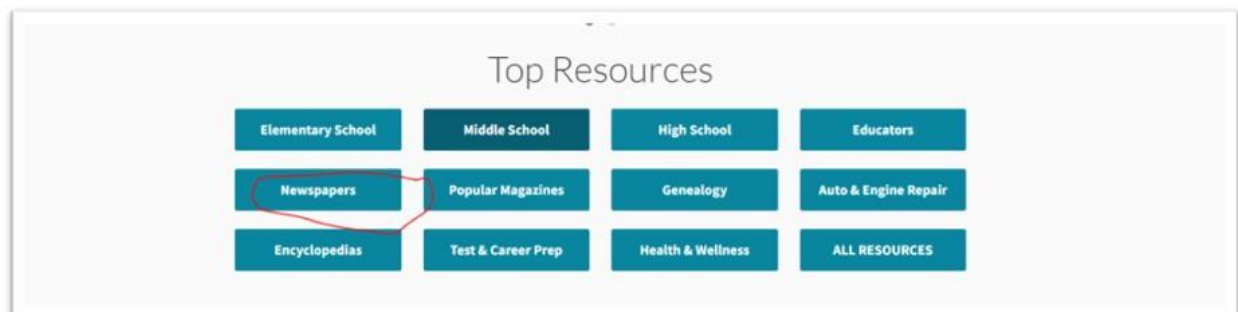 Top Resources
Elementary School Middle School High School Educators
Newspapers Popular Magazines Genealogy Auto & Engine Repair
Encyclopedias Test & Career Prep Health & Wellness ALL RESOURCES